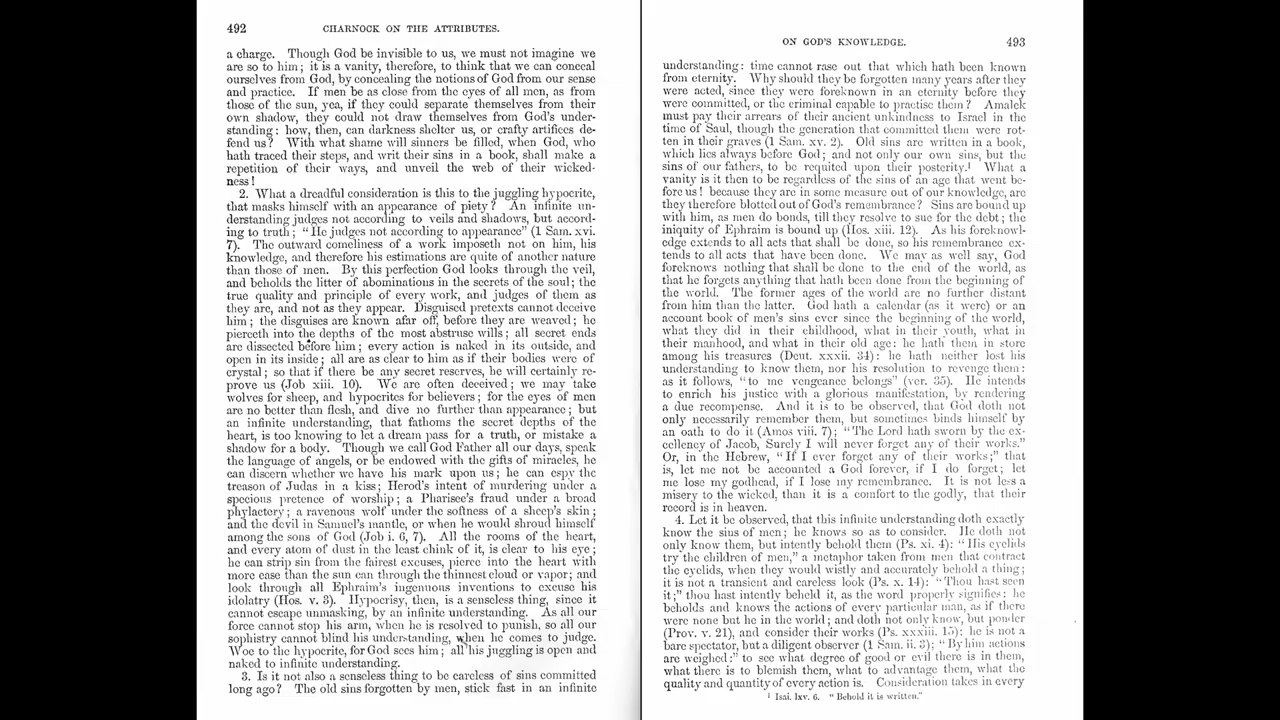 492 CHARNOCK ON THE ATTRIBUTES.
a charge. Though God be invisible to us, we must not imagine we
are so to him; it is a vanity, therefore, to think that we can conceal
ourselves from God, by concealing the notions of God from our sense
and practice. If men be as close from the eyes of all men, as from
those of the sun, yea, if they could separate themselves from their
own shadow, they could not draw themselves from God's under-
standing: how, then, can darkness shelter us, or crafty artifices de-
fend us? With what shame will sinners be filled, when God, who
hath traced their steps, and writ their sins in a book, shall make a
repetition of their ways, and unveil the web of their wicked-
ness!
2. What a dreadful consideration is this to the juggling hypocrite,
that masks himself with an appearance of piety? An infinite un-
derstanding judges not according to veils and shadows, but accord-
ing to truth; "He judges not according to appearance" (1 Sam. xvi.
7). The outward comeliness of a work imposeth not on him, his
knowledge, and therefore his estimations are quite of another nature
than those of men. By this perfection God looks through the veil,
and beholds the litter of abominations in the secrets of the soul; the
true quality and principle of every work, and judges of them as
they are, and not as they appear. Disguised pretexts cannot deceive
him; the disguises are known afar off, before they are weaved; he
pierceth into the depths of the most abstruse wills; all secret ends
are dissected before him; every action is naked in its outside, and
open in its inside; all are as clear to him as if their bodies were of
crystal; so that if there be any secret reserves, he will certainly re-
prove us (Job xiii. 10). We are often deceived; we may take
wolves for sheep, and hypocrites for believers; for the eyes of men
are no better than flesh, and dive no further than appearance; but
an infinite understanding, that fathoms the secret depths of the
heart, is too knowing to let a dream pass for a truth, or mistake a
shadow for a body. Though we call God Father all our days, speak
the language of angels, or be endowed with the gifts of miracles, he
can discern whether we have his mark upon us; he can espy the
treason of Judas in a kiss; Herod's intent of murdering under a
specious pretence of worship; a Pharisee's fraud under a broad
phylactery; a ravenous wolf under the softness of a sheep's skin;
and the devil in Samuel's mantle, or when he would shroud himself
among the sons of God (Job i. 6, 7). All the rooms of the heart,
and every atom of dust in the least chink of it, is clear to his eye;
he can strip sin from the fairest excuses, pierce into the heart with
more ease than the sun can through the thinnest cloud or vapor; and
look through all Ephraim's ingenuous inventions to excuse his
idolatry (Hos. v. 3). Hypocrisy, then, is a senseless thing, since it
cannot escape unmasking, by an infinite understanding. As all our
force cannot stop his arm, when he is resolved to punish, so all our
sophistry cannot blind his understanding, when he comes to judge.
Woe to the hypocrite, for God sees him; all his juggling is open and
naked to infinite understanding.
3. Is it not also a senseless thing to be careless of sins committed
long ago? The old sins forgotten by men, stick fast in an infinite
ON GOD'S KNOWLEDGE. 493
understanding: time cannot rase out that which hath been known
from eternity. Why should they be forgotten many years after they
were acted, since they were foreknown in an eternity before they
were committed, or the criminal capable to practise them? Amalek
must pay their arrears of their ancient unkindness to Israel in the
time of Saul, though the generation that committed them were rot-
ten in their graves (1 Sam. xv. 2). Old sins are written in a book,
which lies always before God; and not only our own sins, but the
sins of our fathers, to be requited upon their posterity.¹ What a
vanity is it then to be regardless of the sins of an age that went be-
fore us! because they are in some measure out of our knowledge, are
they therefore blotted out of God's remembrance? Sins are bound up
with him, as men do bonds, till they resolve to sue for the debt; the
iniquity of Ephraim is bound up (Hos. xiii. 12). As his foreknowl-
edge extends to all acts that shall be done, so his remembrance ex-
tends to all acts that have been done. We may as well say, God
foreknows nothing that shall be done to the end of the world, as
that he forgets anything that hath been done from the beginning of
the world. The former ages of the world are no further distant
from him than the latter. God hath a calendar (as it were) or an
account book of men's sins ever since the beginning of the world,
what they did in their childhood, what in their youth, what in
their manhood, and what in their old age: he hath them in store
among his treasures (Deut. xxxii. 34): he hath neither lost his
understanding to know them, nor his resolution to revenge them:
as it follows, "to me vengeance belongs" (ver. 35). He intends
to enrich his justice with a glorious manifestation, by rendering
a due recompense. And it is to be observed, that God doth not
only necessarily remember them, but sometimes binds himself by
an oath to do it (Amos viii. 7); "The Lord hath sworn by the ex-
cellency of Jacob, Surely I will never forget any of their works."
Or, in the Hebrew, "If I ever forget any of their works;" that
is, let me not be accounted a God forever, if I do forget; let
me lose my godhead, if I lose my remembrance. It is not less a
misery to the wicked, than it is a comfort to the godly, that their
record is in heaven.
4. Let it be observed, that this infinite understanding doth exactly
know the sins of men; he knows so as to consider. He doth not
only know them, but intently behold them (Ps. xi. 4): "His eyelids
try the children of men," a metaphor taken from men that contract
the eyelids, when they would wistly and accurately behold a thing;
it is not a transient and careless look (Ps. x. 14): "Thou hast seen
it;" thou hast intently beheld it, as the word properly signifies: he
beholds and knows the actions of every particular man, as if there
were none but he in the world; and doth not only know, but ponder
(Prov. v. 21), and consider their works (Ps. xxxiii. 15): he is not a
bare spectator, but a diligent observer (1 Sam. ii. 3); "By him actions
are weighed:" to see what degree of good or evil there is in them,
what there is to blemish them, what to advantage them, what the
quality and quantity of every action is. Consideration takes in every
¹ Isai. lxv. 6. "Behold it is written."